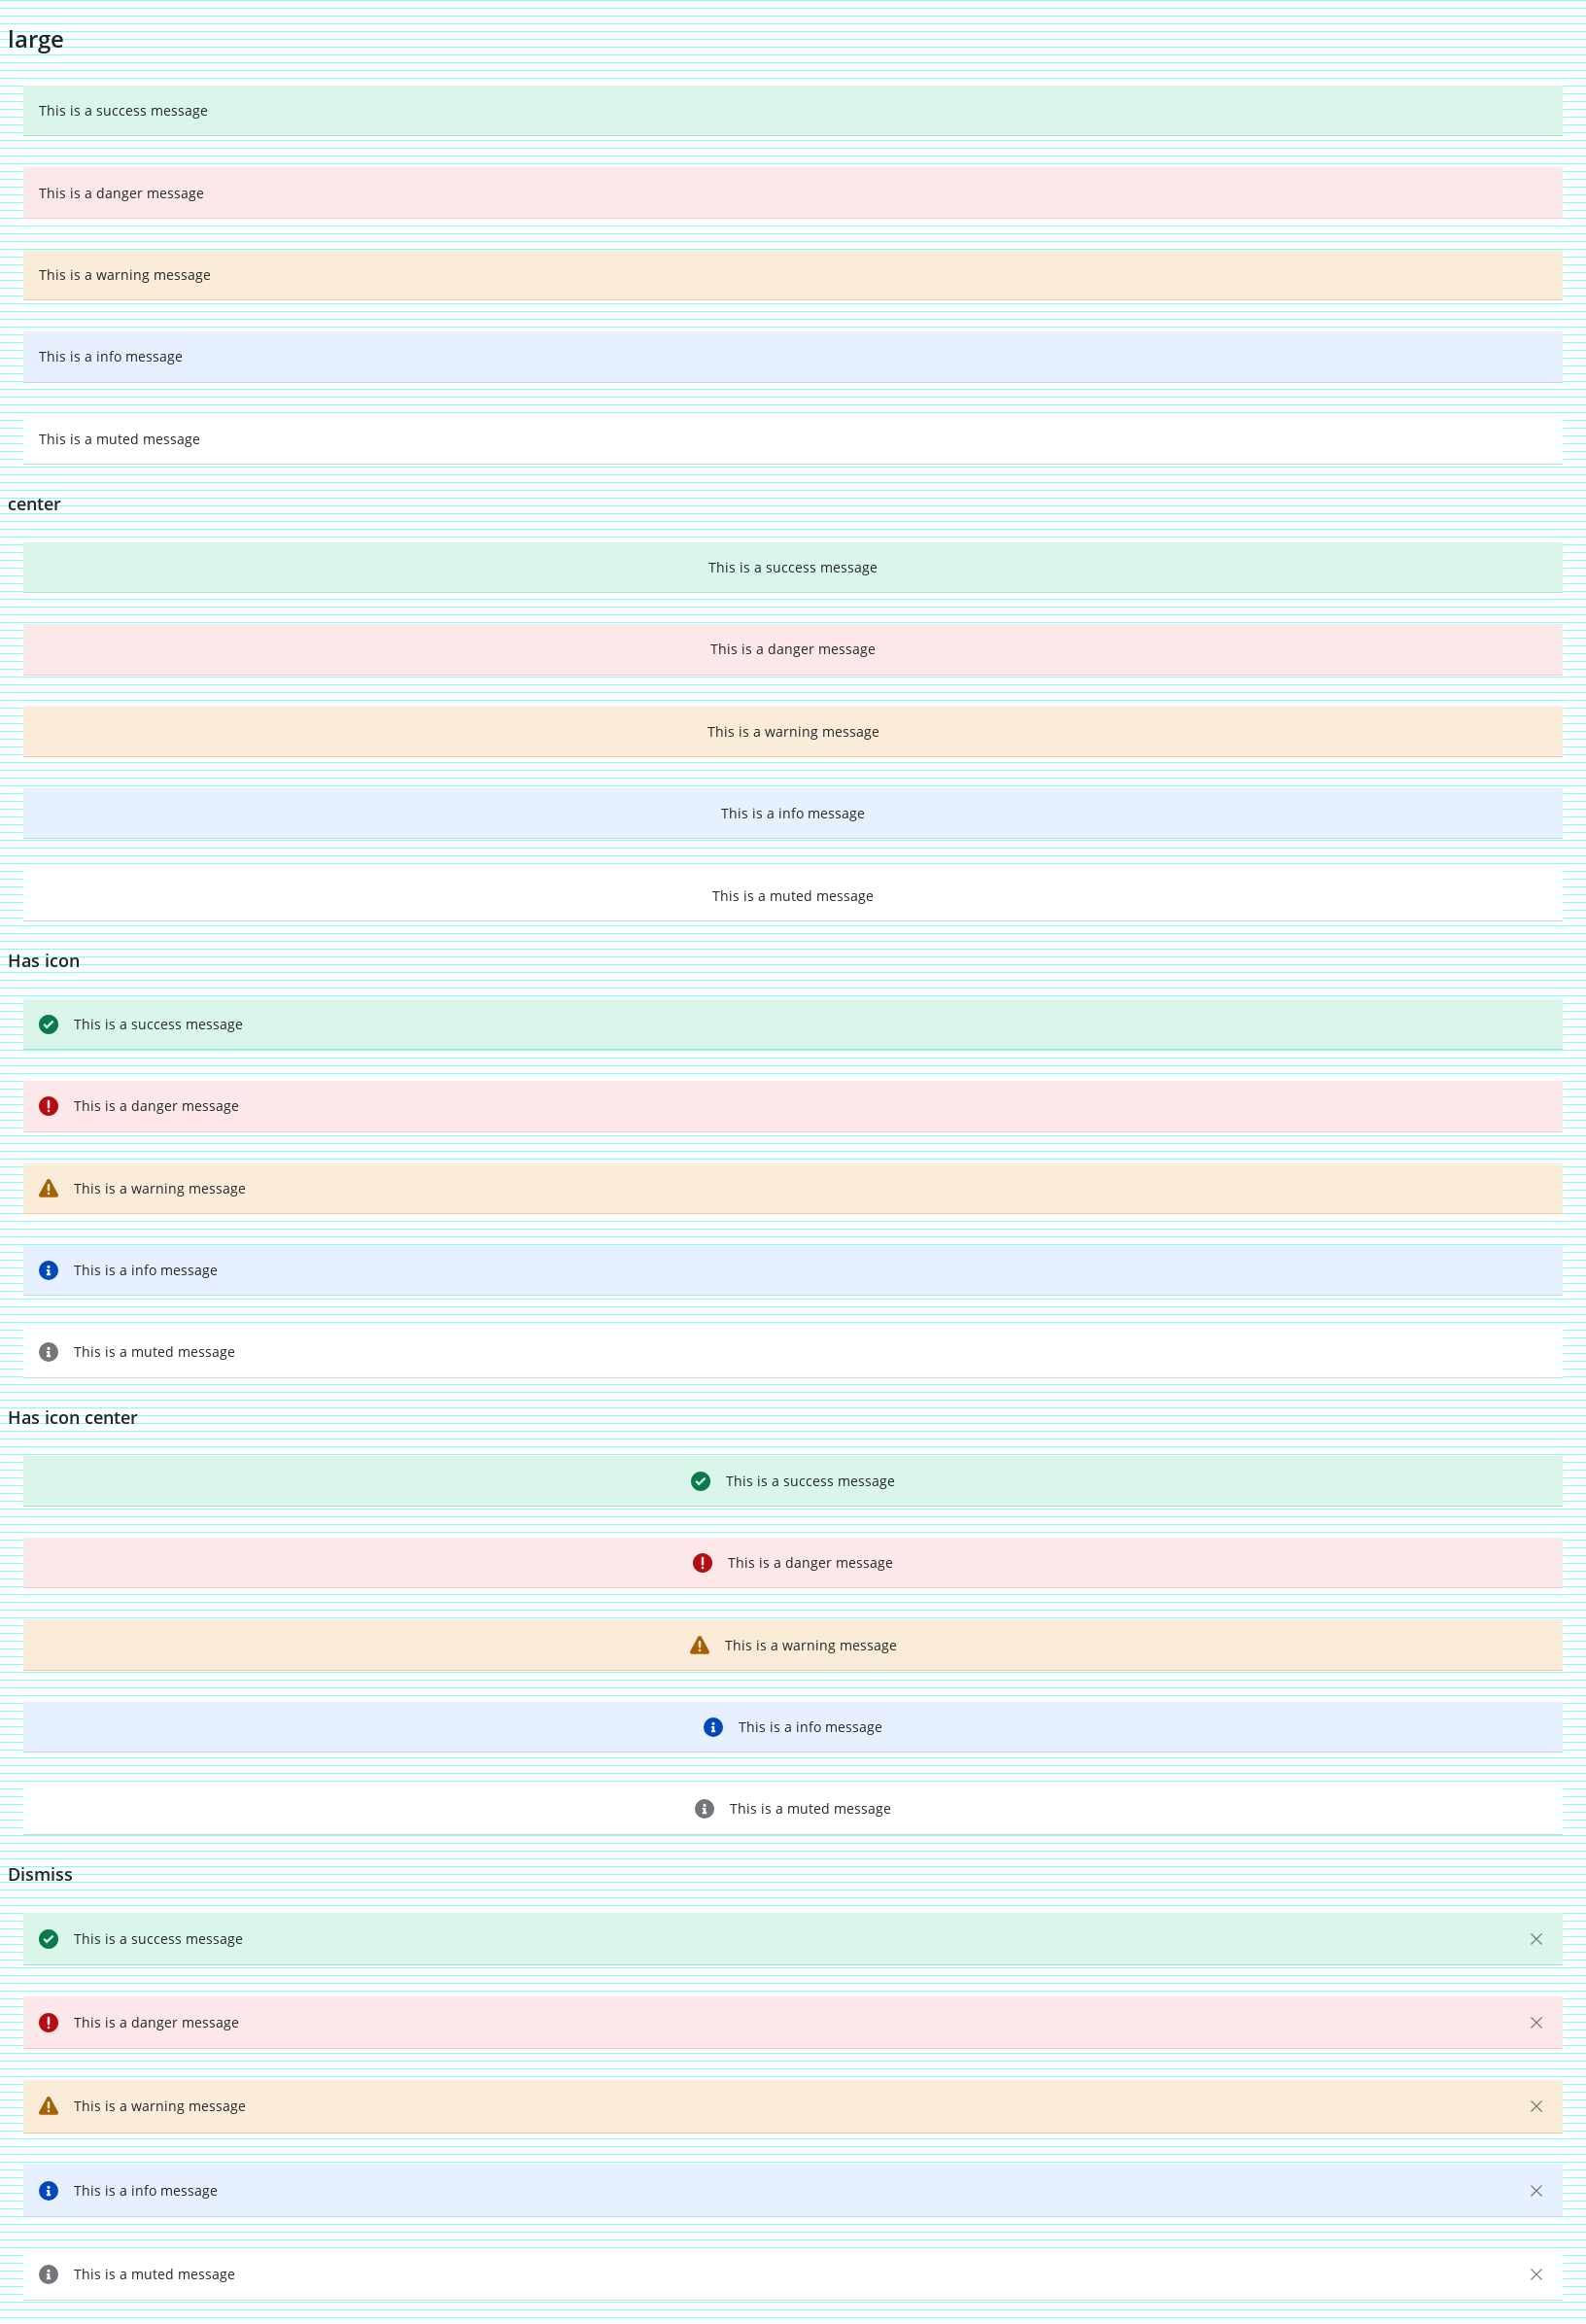 large
This is a success message
This is a danger message
This is a warning message
This is a info message
This is a muted message
center
This is a success message
This is a danger message
This is a warning message
This is a info message
This is a muted message
Has icon
This is a success message
This is a danger message
This is a warning message
This is a info message
This is a muted message
Has icon center
This is a success message
This is a danger message
This is a warning message
This is a info message
This is a muted message
Dismiss
This is a success message
This is a danger message
This is a warning message
This is a info message
This is a muted message